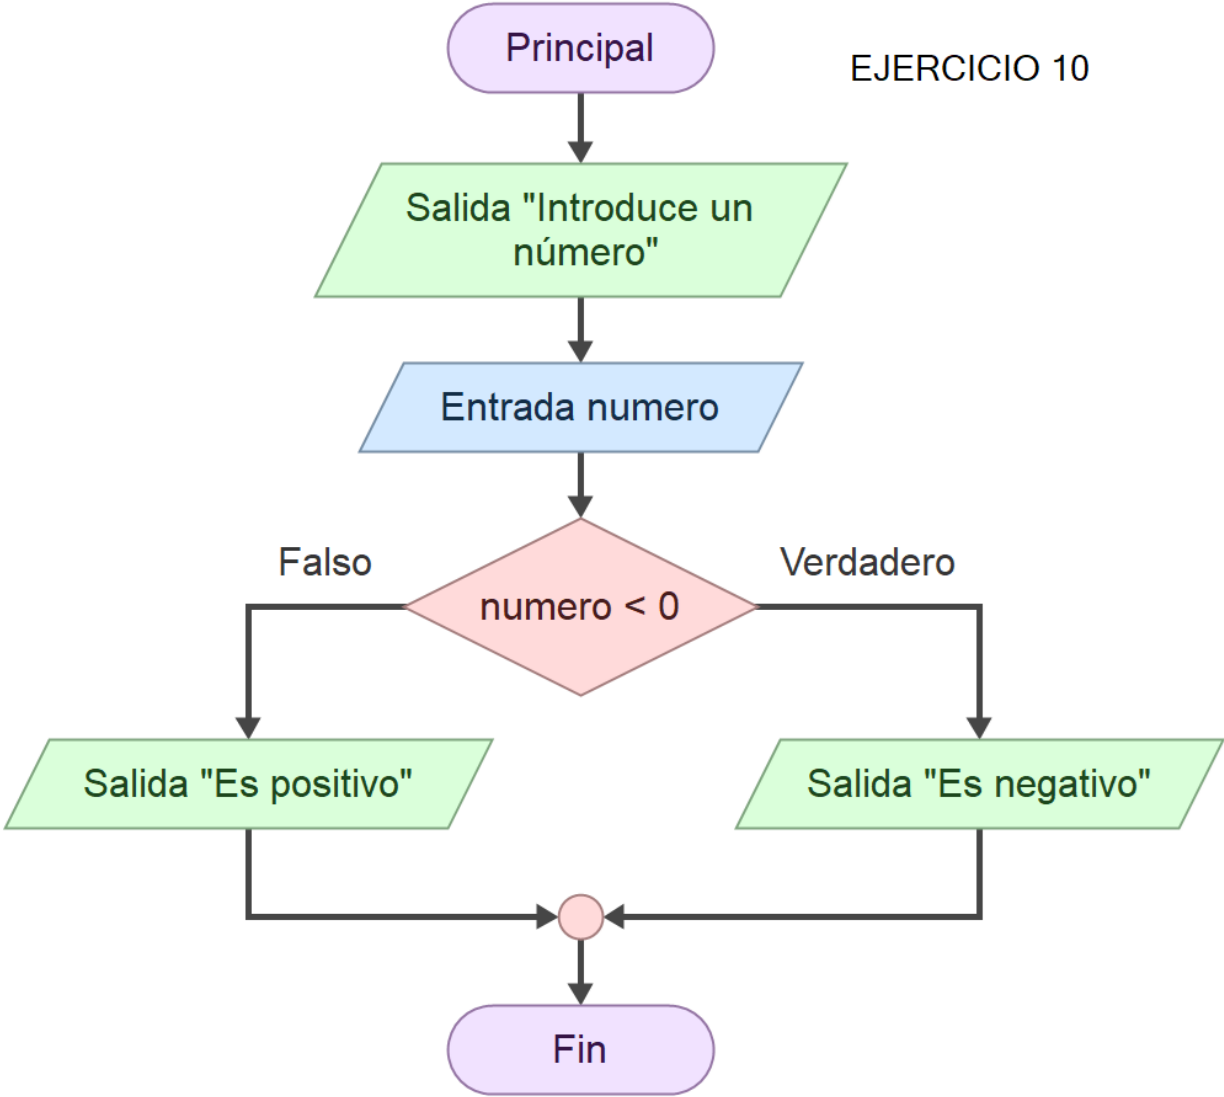 Principal
EJERCICIO 10
Salida "Introduce un
número"
Entrada numero
Falso
Verdadero
numero < 0
Salida "Es positivo"
Salida "Es negativo"
Fin